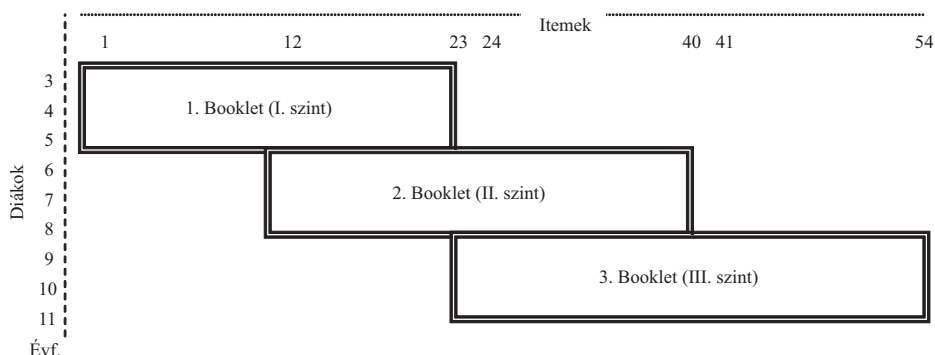 Itemek
1 12 23 24 40 41 54
3
4
5
6
7
8
9
10
11
Évf.
Diákok
1. Booklet (I. szint)
2. Booklet (II. szint)
3. Booklet (III. szint)